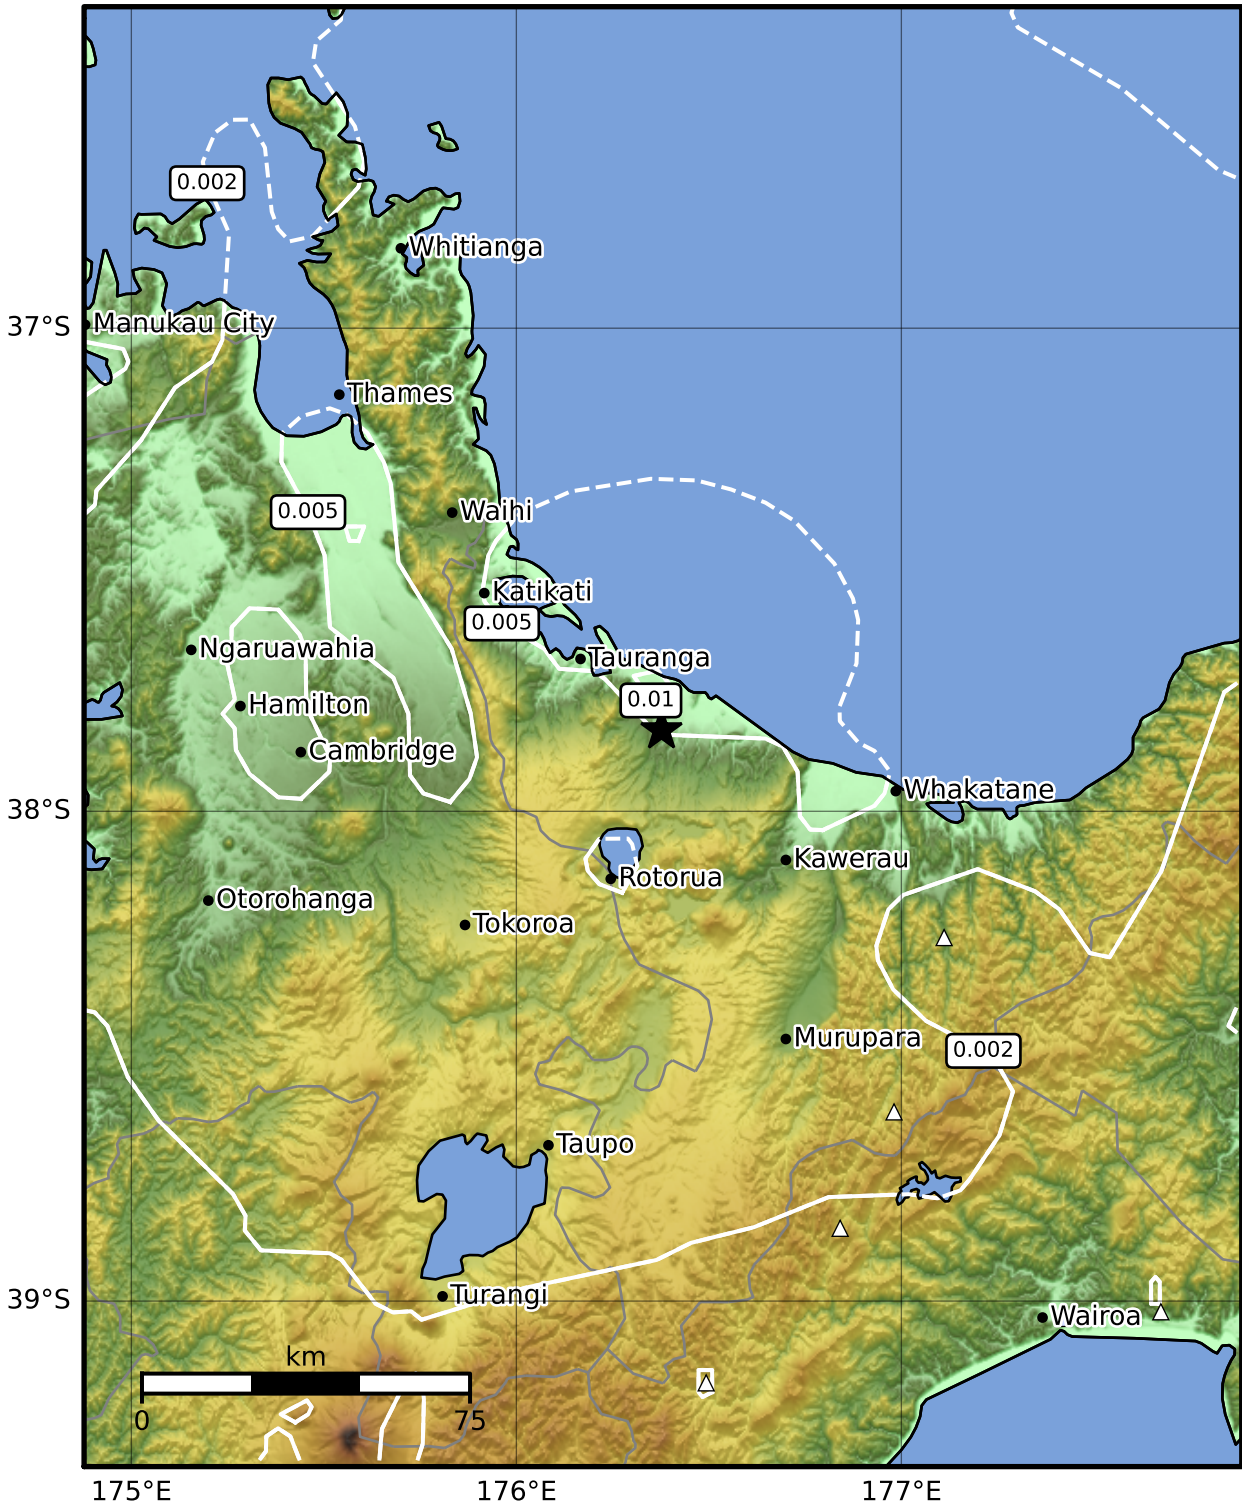 0.002
Whitianga
37°S
Manukau City
Thames
0.005
Waihi
Katikati
0.005
Ngaruawahia
Tauranga
0.01
Hamilton
Cambridge
38°S
Whakatane
Kawerau
Rotorua
Otorohanga
Tokoroa
Murupara
0.002
Taupo
39°S
Turangi
Wairoa
km
0
75
175°E
176°E
177°E